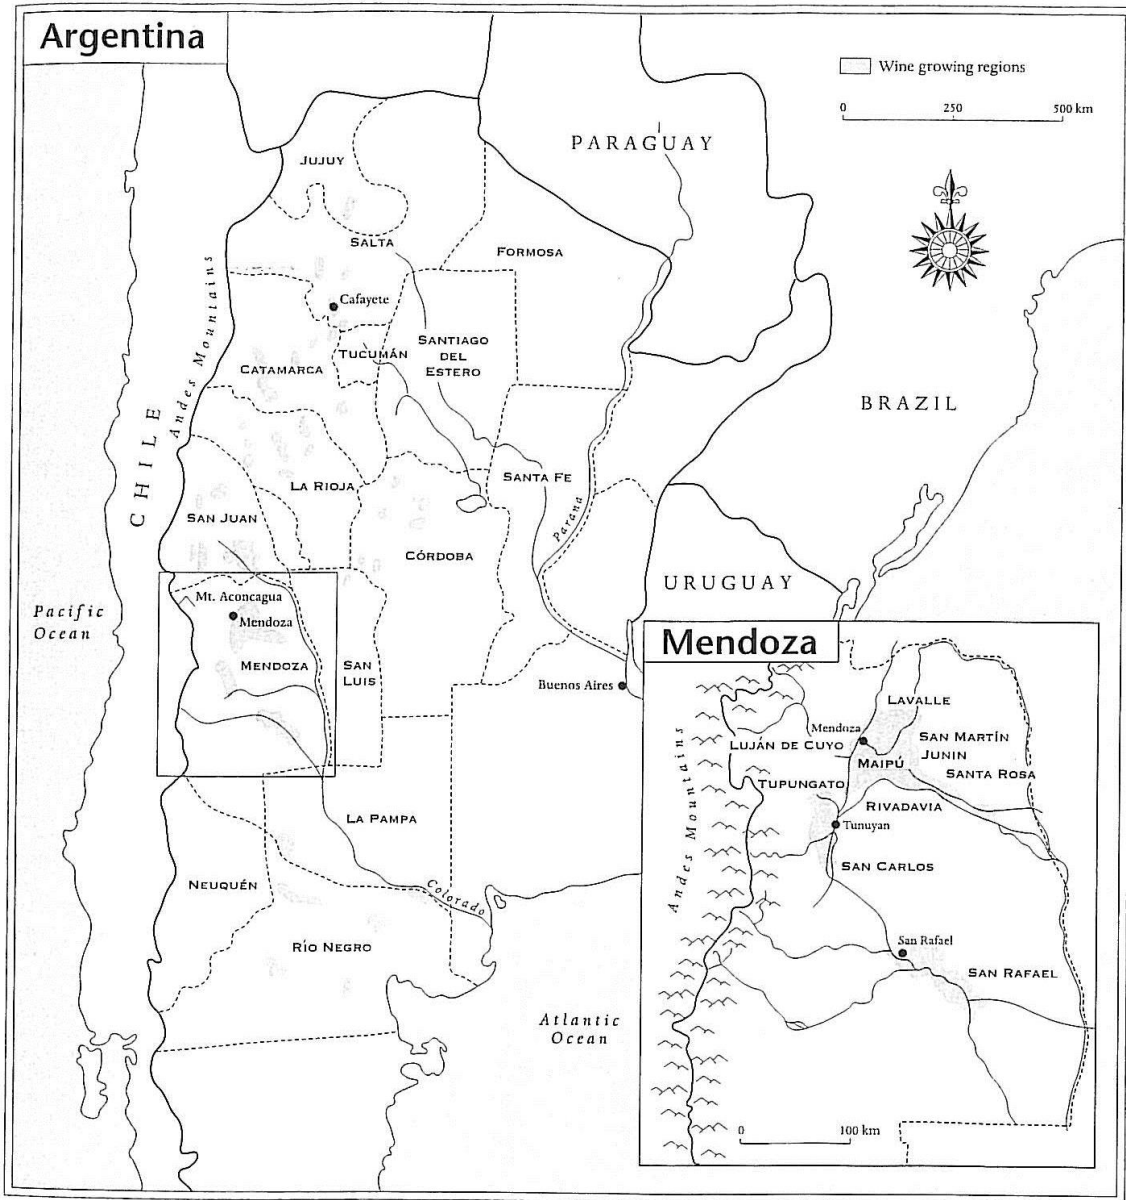 Argentina
Wine growing regions
0 250 500 km
PARAGUAY
JUJUY
SALTA
FORMOSA
Andes Mountains
Cafayete
TUCUMÁN
SANTIAGO
DEL
ESTERO
CATAMARCA
BRAZIL
CHILE
LA RIOJA
SANTA FE
SAN JUAN
Parana
CÓRDOBA
URUGUAY
Pacific
Ocean
Mt. Aconcagua
Mendoza
MENDOZA
SAN
LUIS
Buenos Aires
LA PAMPA
NEUQUÉN
Colorado
RÍO NEGRO
Atlantic
Ocean
Mendoza
LAVALLE
Mendoza
SAN MARTÍN
LUJÁN DE CUYO
JUNIN
MAIPÚ
SANTA ROSA
TUPUNGATO
RIVADAVIA
Tunuyan
Andes Mountains
SAN CARLOS
San Rafael
SAN RAFAEL
0 100 km